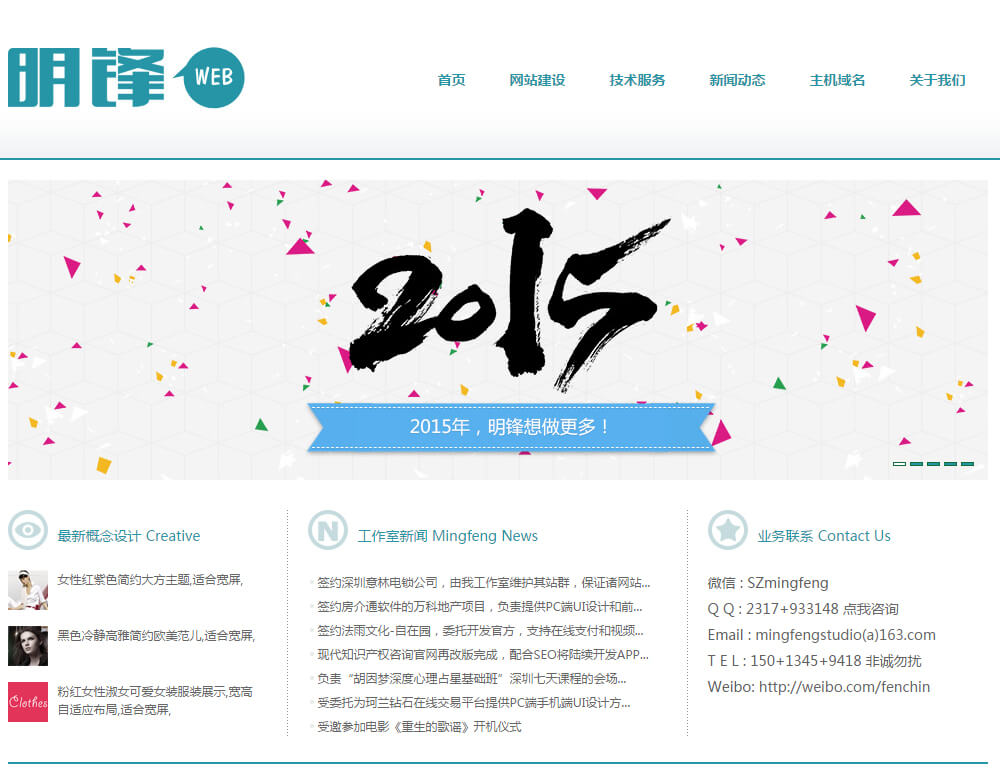 明锋 WEB
首页 网站建设 技术服务 新闻动态 主机域名 关于我们
2015
2015年，明锋想做更多！
最新概念设计 Creative
女性红紫色简约大方主题,适合宽屏,
黑色冷静高雅简约欧美范儿,适合宽屏,
Clothes
粉红女性淑女可爱女装服装展示,宽高
自适应布局,适合宽屏,
工作室新闻 Mingfeng News
签约深圳意林电锁公司，由我工作室维护其站群，保证诸网站...
签约房介通软件的万科地产项目，负责提供PC端UI设计和前...
签约法雨文化-自在园，委托开发官方，支持在线支付和视频...
现代知识产权咨询官网再改版完成，配合SEO将陆续开发APP...
负责“胡因梦深度心理占星基础班”深圳七天课程的会场...
受委托为珂兰钻石在线交易平台提供PC端手机端UI设计方...
受邀参加电影《重生的歌谣》开机仪式
业务联系 Contact Us
微信 : SZmingfeng
Q Q : 2317+933148 点我咨询
Email : mingfengstudio(a)163.com
T E L : 150+1345+9418 非诚勿扰
Weibo: http://weibo.com/fenchin